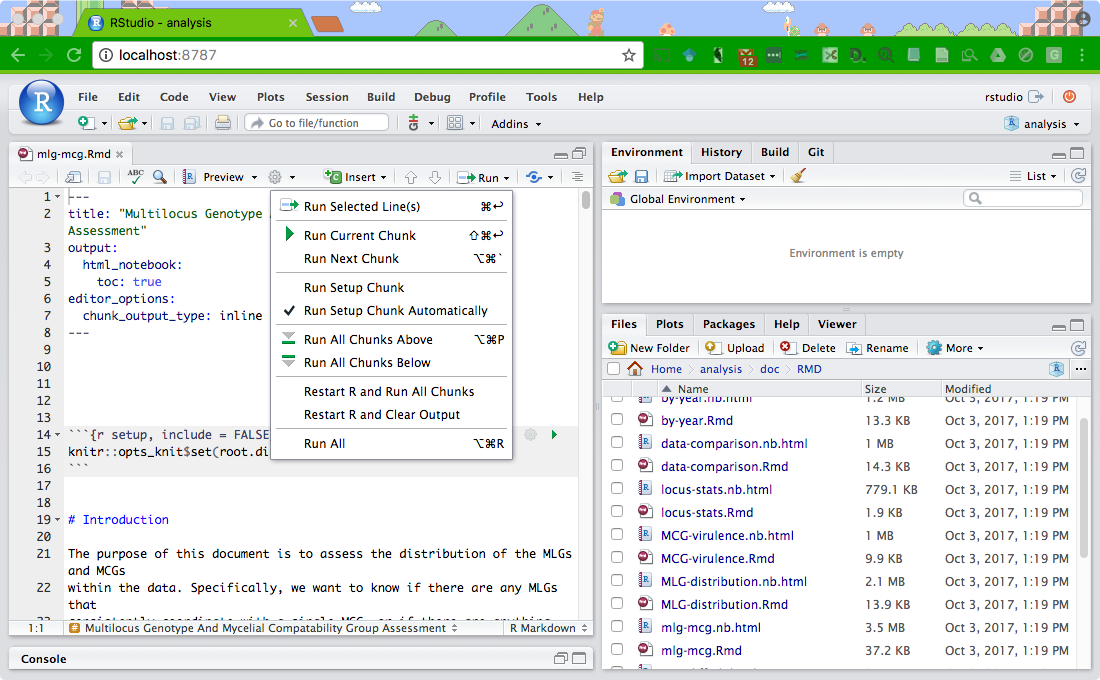 RStudio - analysis
localhost:8787
12
G
R
File Edit Code View Plots Session Build Debug Profile Tools Help
rstudio
Go to file/function
Addins
analysis
mlg-mcg.Rmd
ABC
Preview
Insert
Run
1 ---
2 title: "Multilocus Genotype
Assessment"
3 output:
4 html_notebook:
5 toc: true
6 editor_options:
7 chunk_output_type: inline
8 ---
9
10
11
12
13
14 ```{r setup, include = FALSE
15 knitr::opts_knit$set(root.di
16 ```
17
18
19 # Introduction
20
21 The purpose of this document is to assess the distribution of the MLGs
and MCGs
22 within the data. Specifically, we want to know if there are any MLGs
that
1:1 # Multilocus Genotype And Mycelial Compatability Group Assessment R Markdown
Console
Run Selected Line(s) ⌘↩
Run Current Chunk ⇧⌘↩
Run Next Chunk ⌥⌘`
Run Setup Chunk
✓ Run Setup Chunk Automatically
Run All Chunks Above ⌥⌘P
Run All Chunks Below
Restart R and Run All Chunks
Restart R and Clear Output
Run All ⌥⌘R
Environment History Build Git
Import Dataset
List
Global Environment
Environment is empty
Files Plots Packages Help Viewer
New Folder Upload Delete Rename More
Home analysis doc RMD
Name Size Modified
by-year.nb.html 1.2 MB Oct 3, 2017, 1:19 PM
by-year.Rmd 13.3 KB Oct 3, 2017, 1:19 PM
data-comparison.nb.html 1 MB Oct 3, 2017, 1:19 PM
data-comparison.Rmd 14.3 KB Oct 3, 2017, 1:19 PM
locus-stats.nb.html 779.1 KB Oct 3, 2017, 1:19 PM
locus-stats.Rmd 1.9 KB Oct 3, 2017, 1:19 PM
MCG-virulence.nb.html 1 MB Oct 3, 2017, 1:19 PM
MCG-virulence.Rmd 9.9 KB Oct 3, 2017, 1:19 PM
MLG-distribution.nb.html 2.1 MB Oct 3, 2017, 1:19 PM
MLG-distribution.Rmd 13.9 KB Oct 3, 2017, 1:19 PM
mlg-mcg.nb.html 3.5 MB Oct 3, 2017, 1:19 PM
mlg-mcg.Rmd 37.2 KB Oct 3, 2017, 1:19 PM